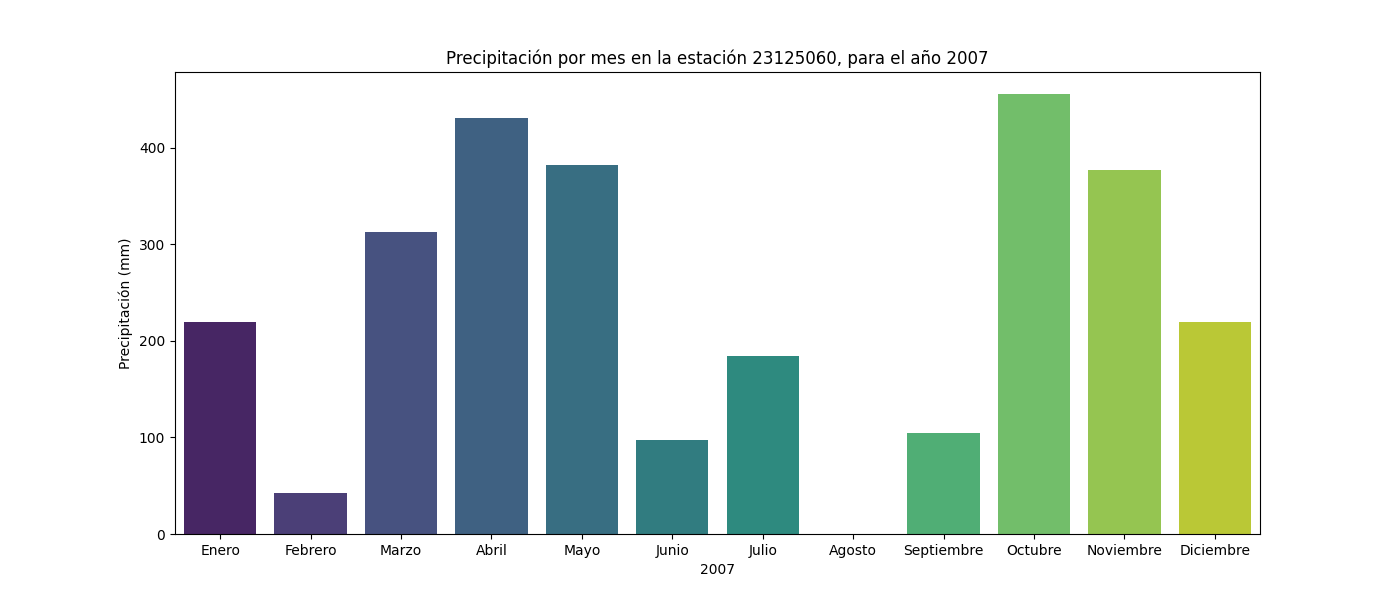 Precipitación por mes en la estación 23125060, para el año 2007
Precipitación (mm)
400
300
200
100
0
Enero Febrero Marzo Abril Mayo Junio Julio Agosto Septiembre Octubre Noviembre Diciembre
2007